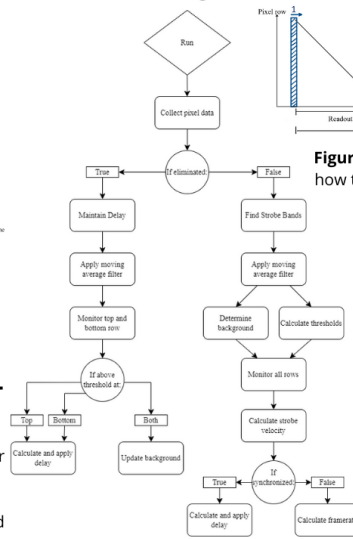 Pixel row
1
Run
Readout
Collect pixel data
Figur
how t
True
If eliminated:
False
Maintain Delay
Find Strobe Bands
Apply moving
average filter
Apply moving
average filter
Monitor top and
bottom row
Determine
background
Calculate thresholds
If above
threshold at:
Monitor all rows
Top
Bottom
Both
Calculate strobe
velocity
Calculate and apply
delay
Update background
r
True
If
synchronized:
False
d
Calculate and apply
delay
Calculate framerat